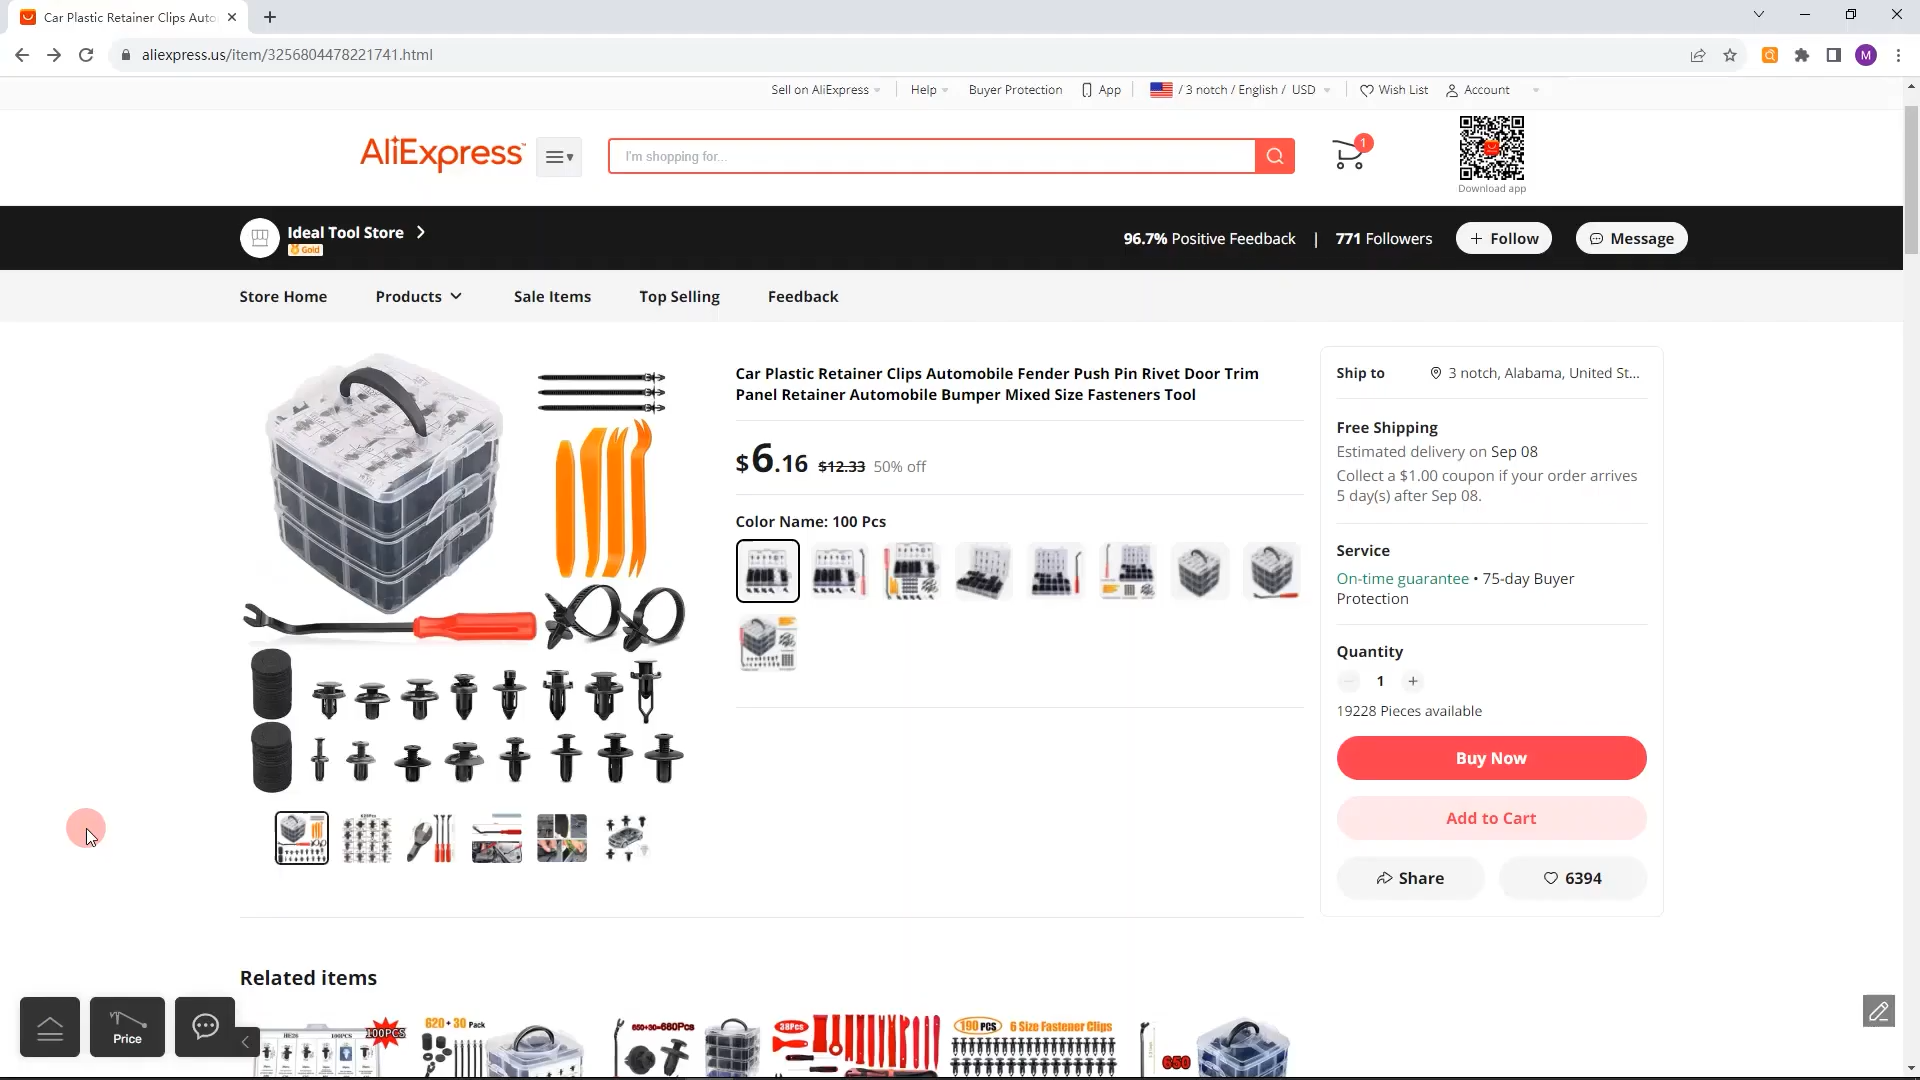 Car Plastic Retainer Clips Auto
aliexpress.us/item/3256804478221741.html
M
Sell on AliExpress
Help
Buyer Protection
App
/ 3 notch / English / USD
Wish List
Account
AliExpress
I'm shopping for...
1
Download app
Ideal Tool Store
Gold
96.7% Positive Feedback | 771 Followers
+ Follow
Message
Store Home
Products
Sale Items
Top Selling
Feedback
Car Plastic Retainer Clips Automobile Fender Push Pin Rivet Door Trim
Panel Retainer Automobile Bumper Mixed Size Fasteners Tool
$6.16 $12.33 50% off
Color Name: 100 Pcs
Ship to
3 notch, Alabama, United St...
Free Shipping
Estimated delivery on Sep 08
Collect a $1.00 coupon if your order arrives
5 day(s) after Sep 08.
Service
On-time guarantee • 75-day Buyer
Protection
Quantity
1 +
19228 Pieces available
Buy Now
Add to Cart
Share
6394
Related items
Price
100PCS
100PCS
620+30 Pack
650+30=680Pcs
38Pcs
190 PCS 6 Size Fastener Clips
650